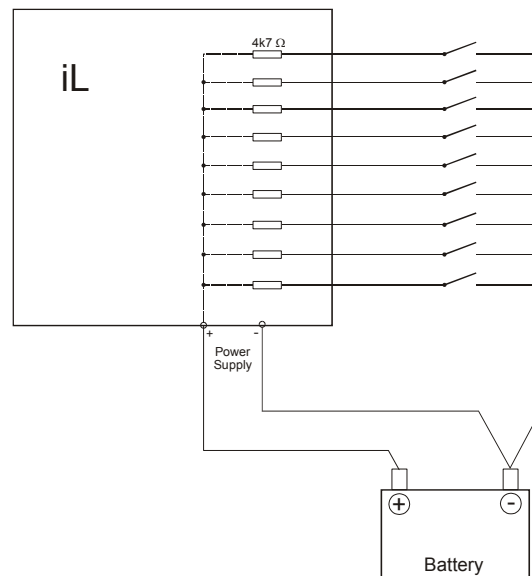 4k7 Ω
iL
+ -
Power
Supply
+ -
Battery